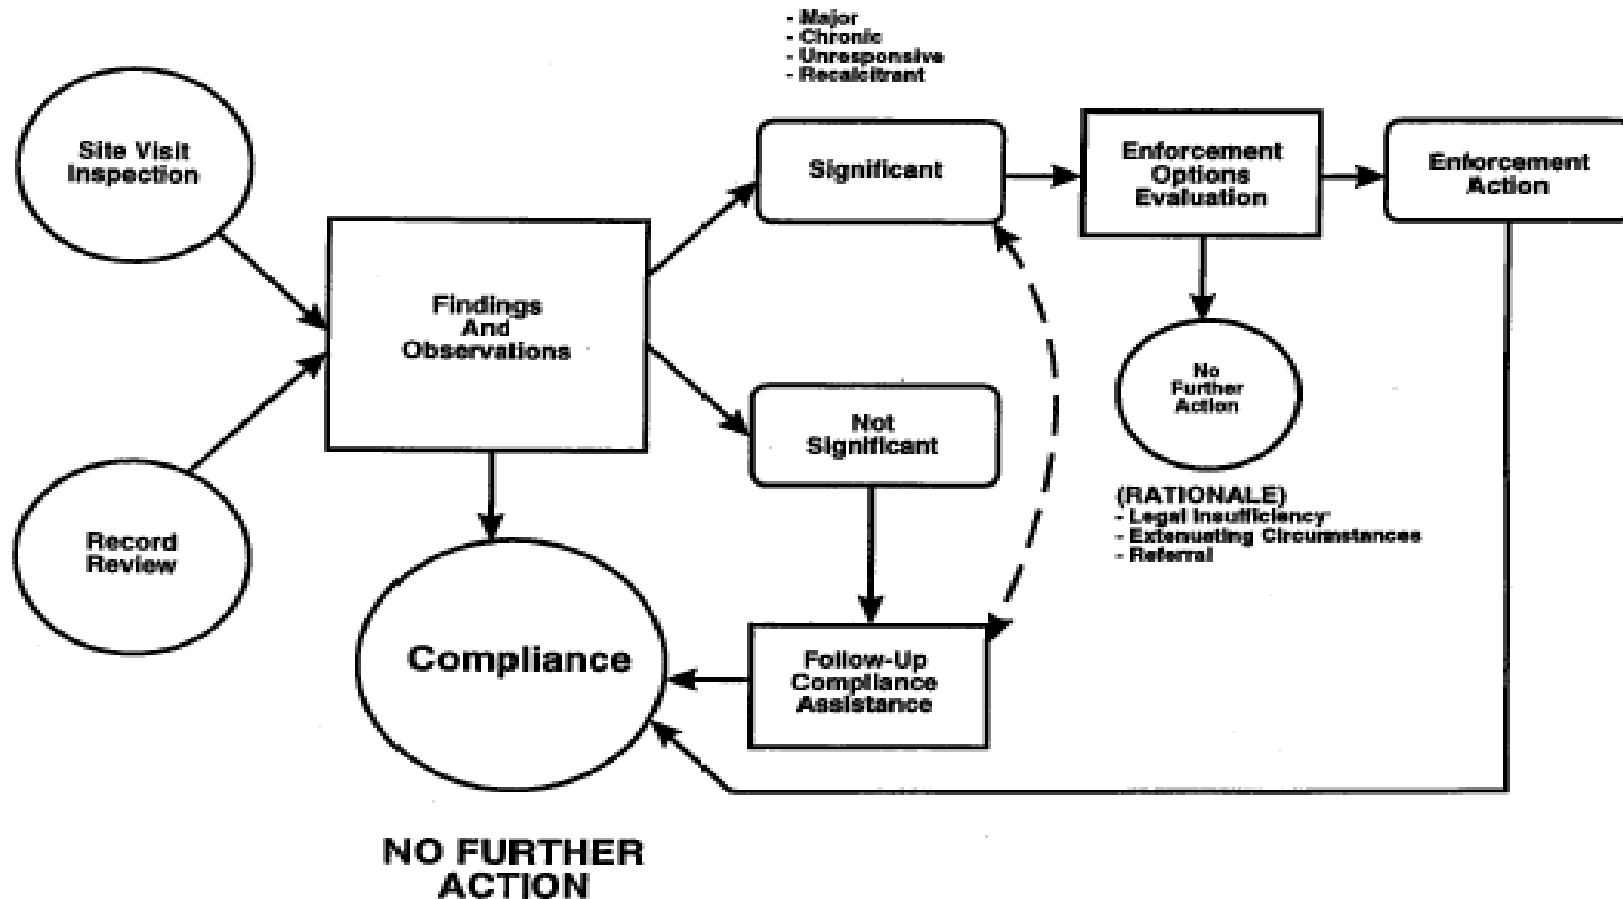 - Major
- Chronic
- Unresponsive
- Recalcitrant
Site Visit
Inspection
Significant
Enforcement
Options
Evaluation
Enforcement
Action
Findings
And
Observations
No
Further
Action
Not
Significant
(RATIONALE)
- Legal Insufficiency
- Extenuating Circumstances
- Referral
Record
Review
Compliance
Follow-Up
Compliance
Assistance
NO FURTHER
ACTION